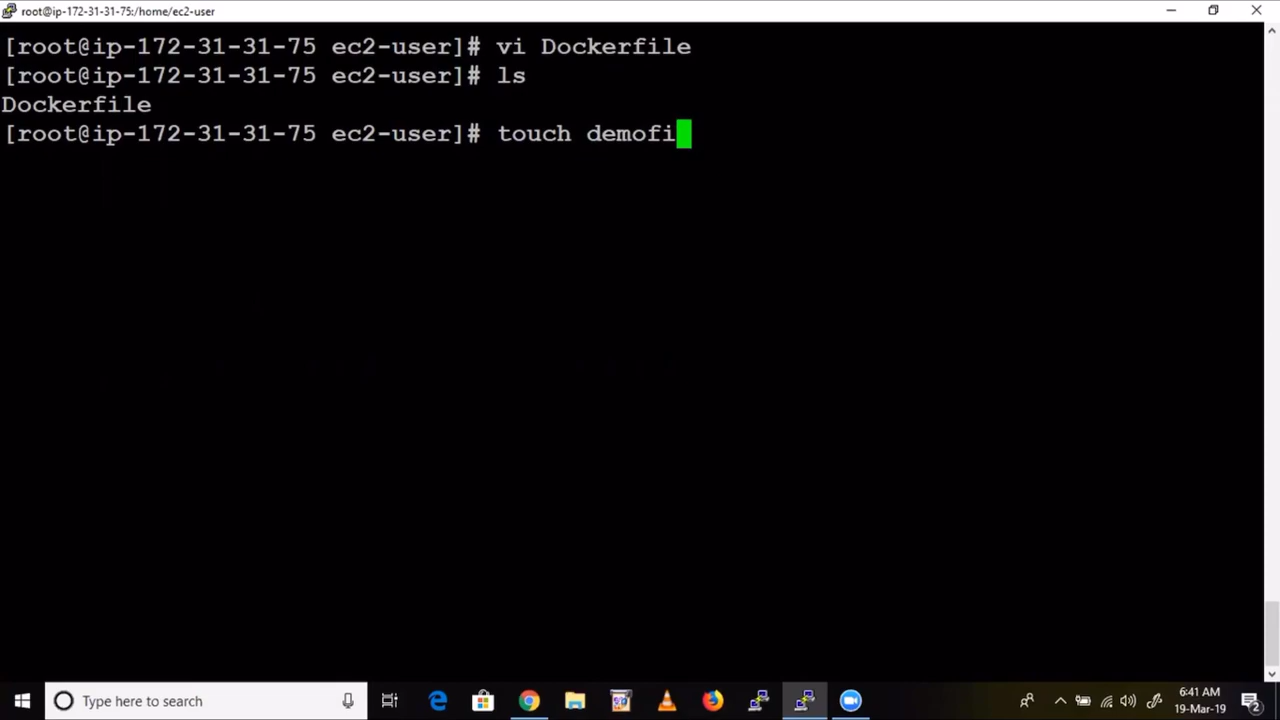 root@ip-172-31-31-75:/home/ec2-user
[root@ip-172-31-31-75 ec2-user]# vi Dockerfile
[root@ip-172-31-31-75 ec2-user]# ls
Dockerfile
[root@ip-172-31-31-75 ec2-user]# touch demofi
Type here to search
6:41 AM
19-Mar-19
2